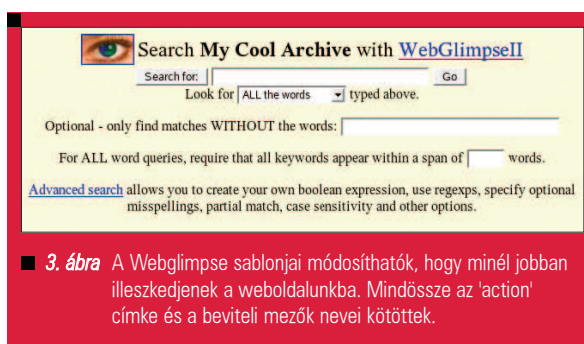 Search My Cool Archive with WebGlimpseII
Search for: Go
Look for ALL the words typed above.
Optional - only find matches WITHOUT the words:
For ALL word queries, require that all keywords appear within a span of words.
Advanced search allows you to create your own boolean expression, use regexps, specify optional
misspellings, partial match, case sensitivity and other options.
3. ábra A Webglimpse sablonjai módosíthatók, hogy minél jobban
illeszkedjenek a weboldalunkba. Mindössze az 'action'
címke és a beviteli mezők nevei kötöttek.